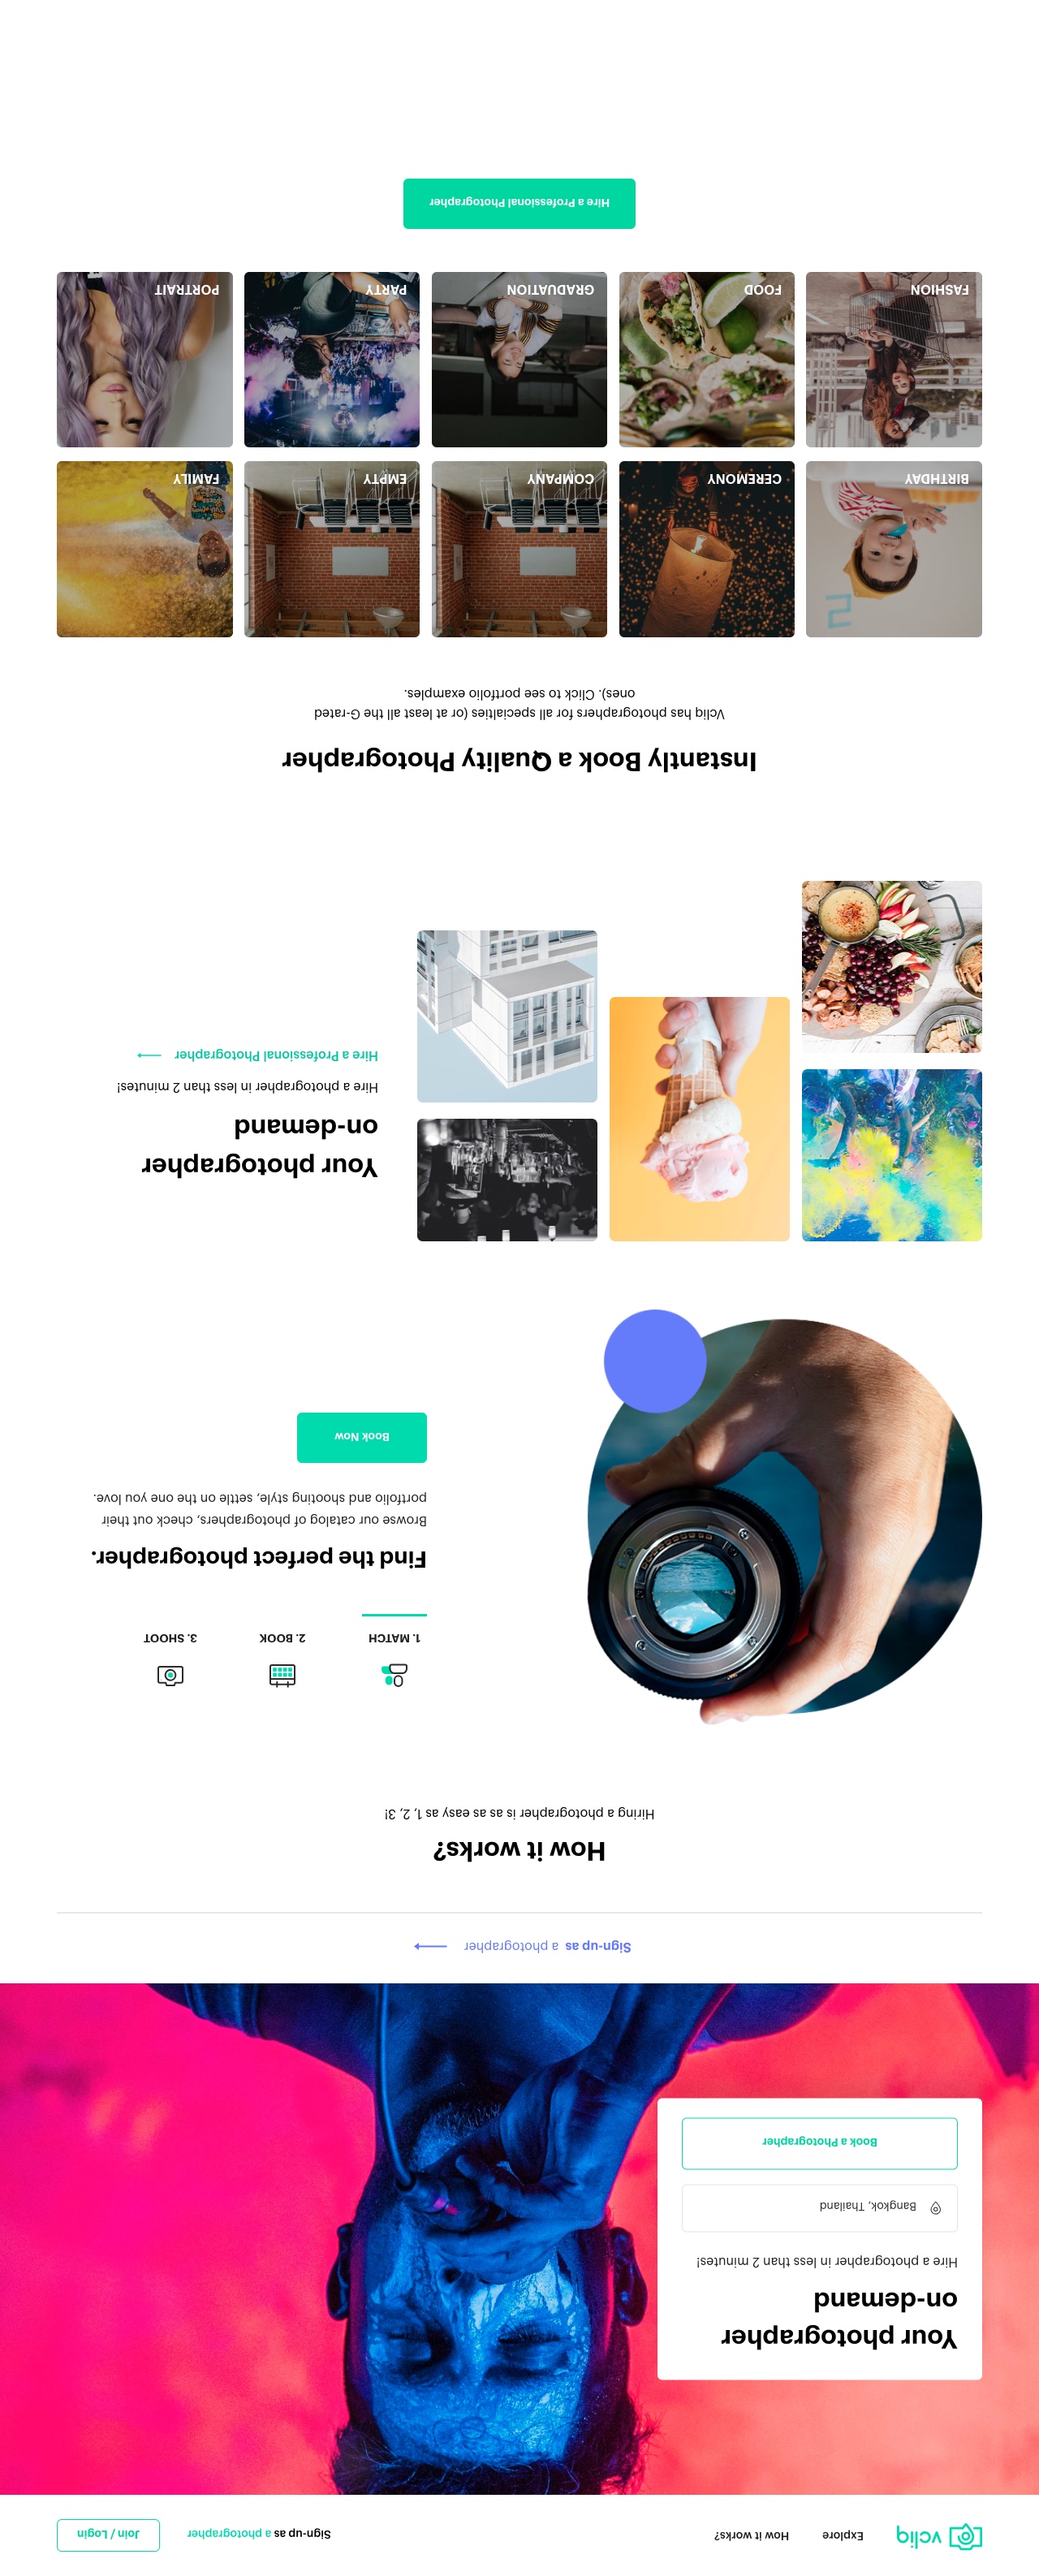 vcliq
Explore
How it works?
Sign-up as a photographer
Join / Login
Your photographer
on-demand
Hire a photographer in less than 2 minutes!
Bangkok, Thailand
Book a Photographer
Sign-up as a photographer
How it works?
Hiring a photographer is as as easy as 1, 2, 3!
1. MATCH
2. BOOK
3. SHOOT
Find the perfect photographer.
Browse our catalog of photographers, check out their
portfolio and shooting style, settle on the one you love.
Book Now
Your photographer
on-demand
Hire a photographer in less than 2 minutes!
Hire a Professional Photographer
Instantly Book a Quality Photographer
Vcliq has photographers for all specialties (or at least all the G-rated
ones). Click to see portfolio examples.
2
BIRTHDAY
CEREMONY
COMPANY
EMPTY
FAMILY
FASHION
FOOD
GRADUATION
PARTY
PORTRAIT
Hire a Professional Photographer